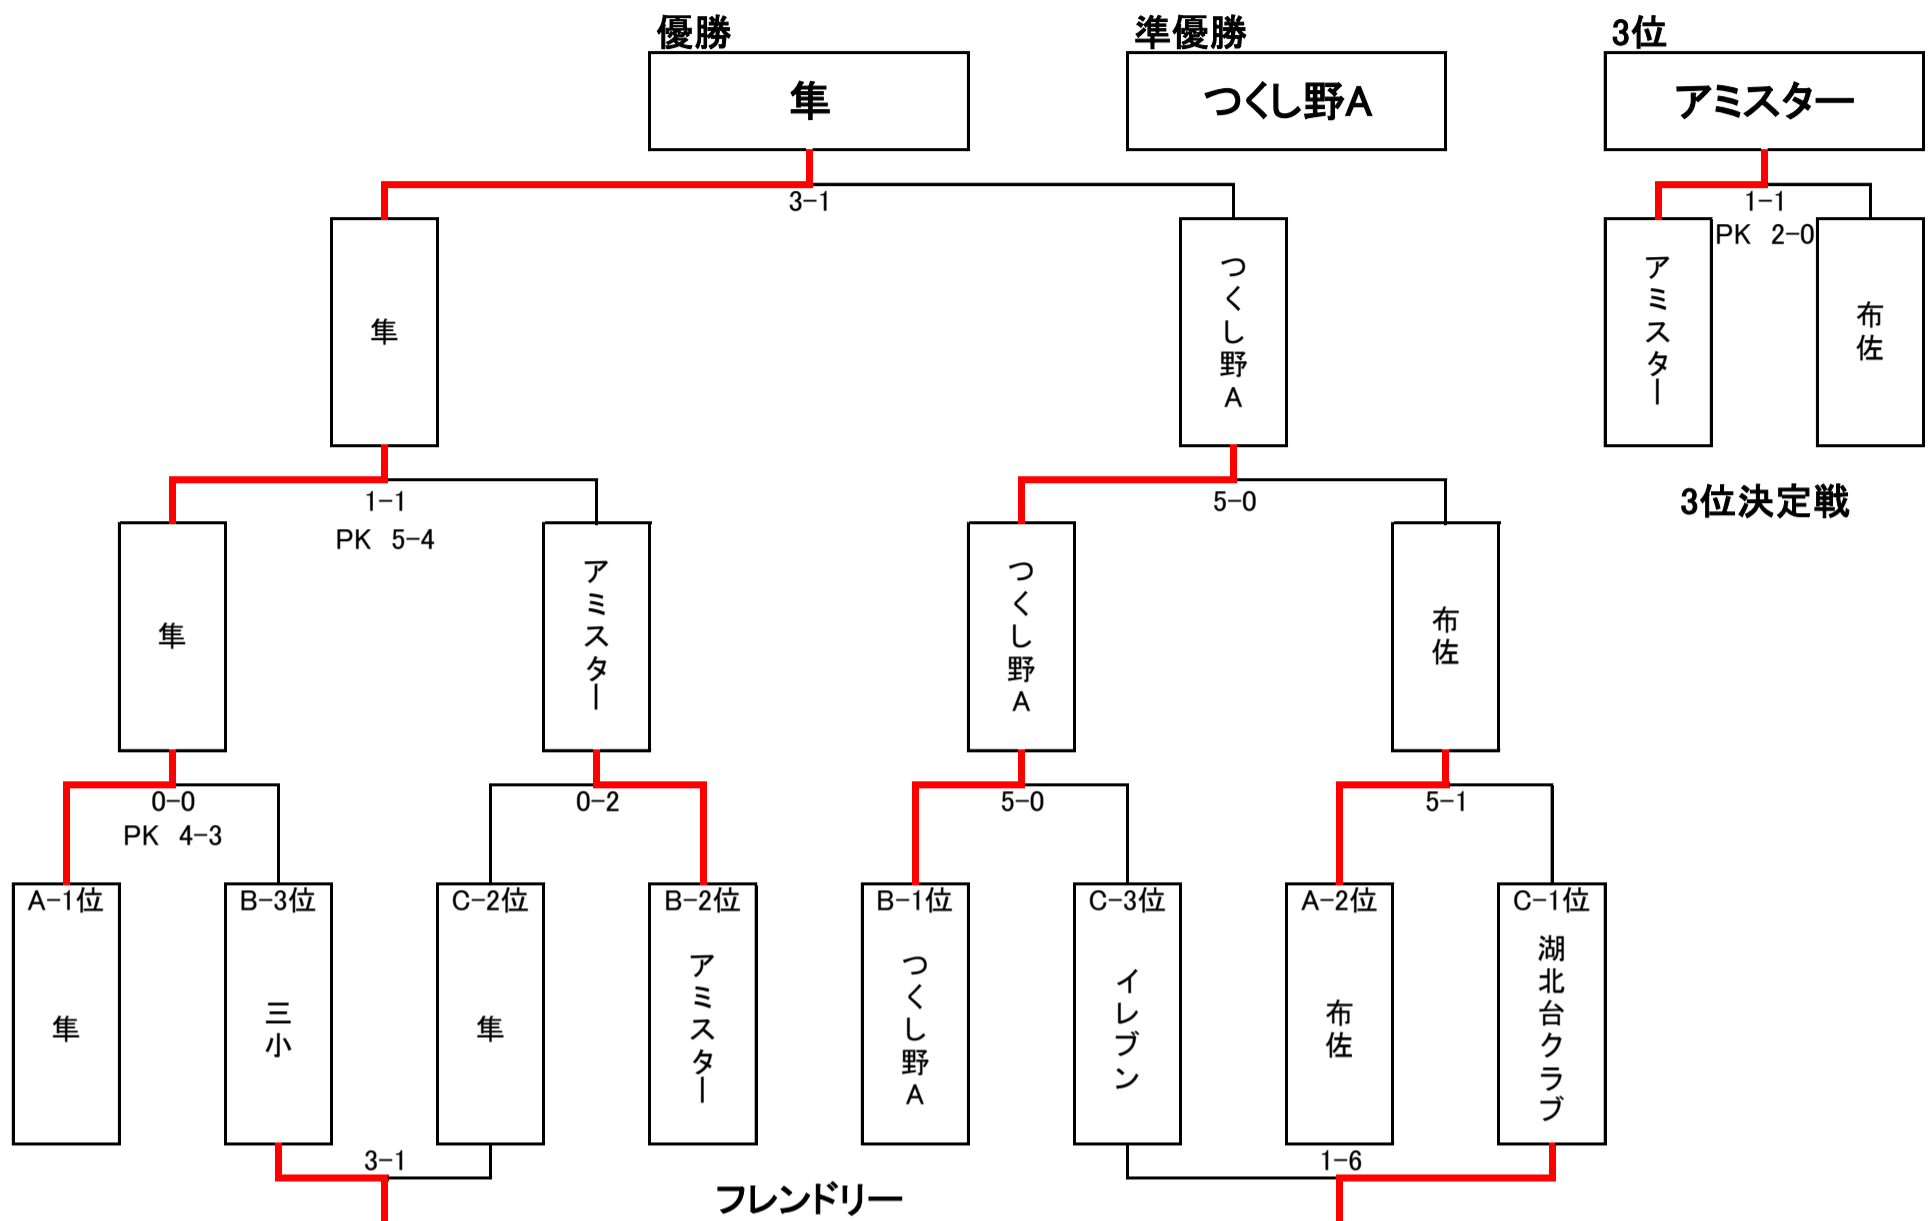 優勝
準優勝
3位
隼
つくし野A
アミスター
3-1
1-1
PK 2-0
隼
つくし野A
アミスター
布佐
3位決定戦
1-1
PK 5-4
5-0
隼
アミスター
つくし野A
布佐
0-0
PK 4-3
0-2
5-0
5-1
A-1位
B-3位
C-2位
B-2位
B-1位
C-3位
A-2位
C-1位
隼
三小
隼
アミスター
つくし野A
イレブン
布佐
湖北台クラブ
3-1
1-6
フレンドリー